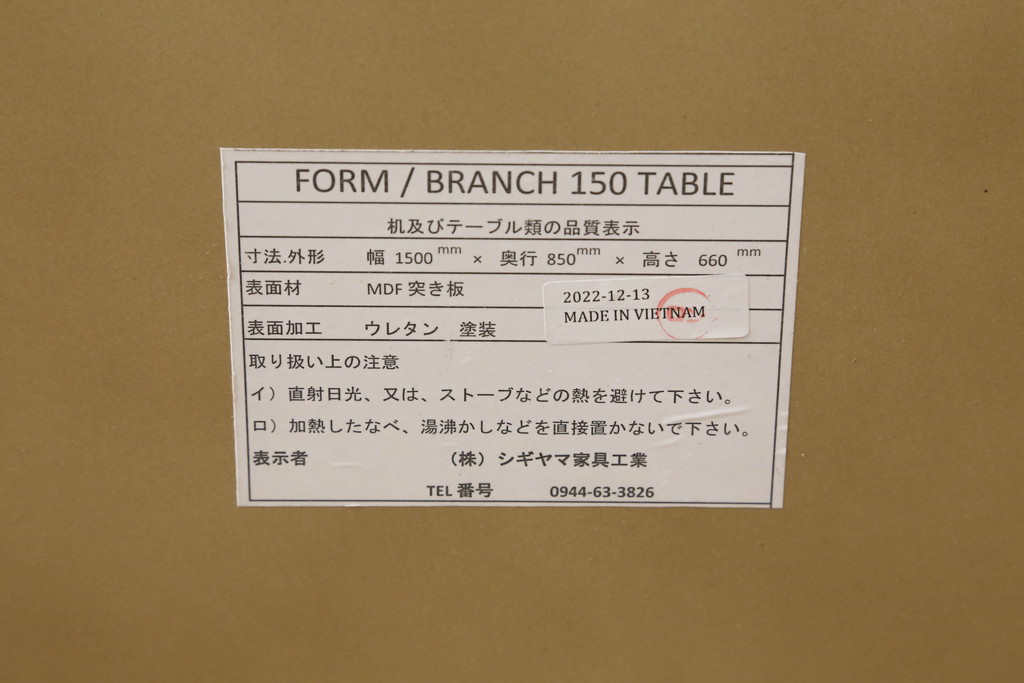 FORM / BRANCH 150 TABLE
机及びテーブル類の品質表示
寸法.外形 幅 1500 mm × 奥行 850 mm × 高さ 660 mm
表面材 MDF 突き板
2022-12-13
MADE IN VIETNAM
表面加工 ウレタン 塗装
取り扱い上の注意
イ）直射日光、又は、ストーブなどの熱を避けて下さい。
ロ）加熱したなべ、湯沸かしなどを直接置かないで下さい。
表示者 （株）シギヤマ家具工業
TEL 番号 0944-63-3826